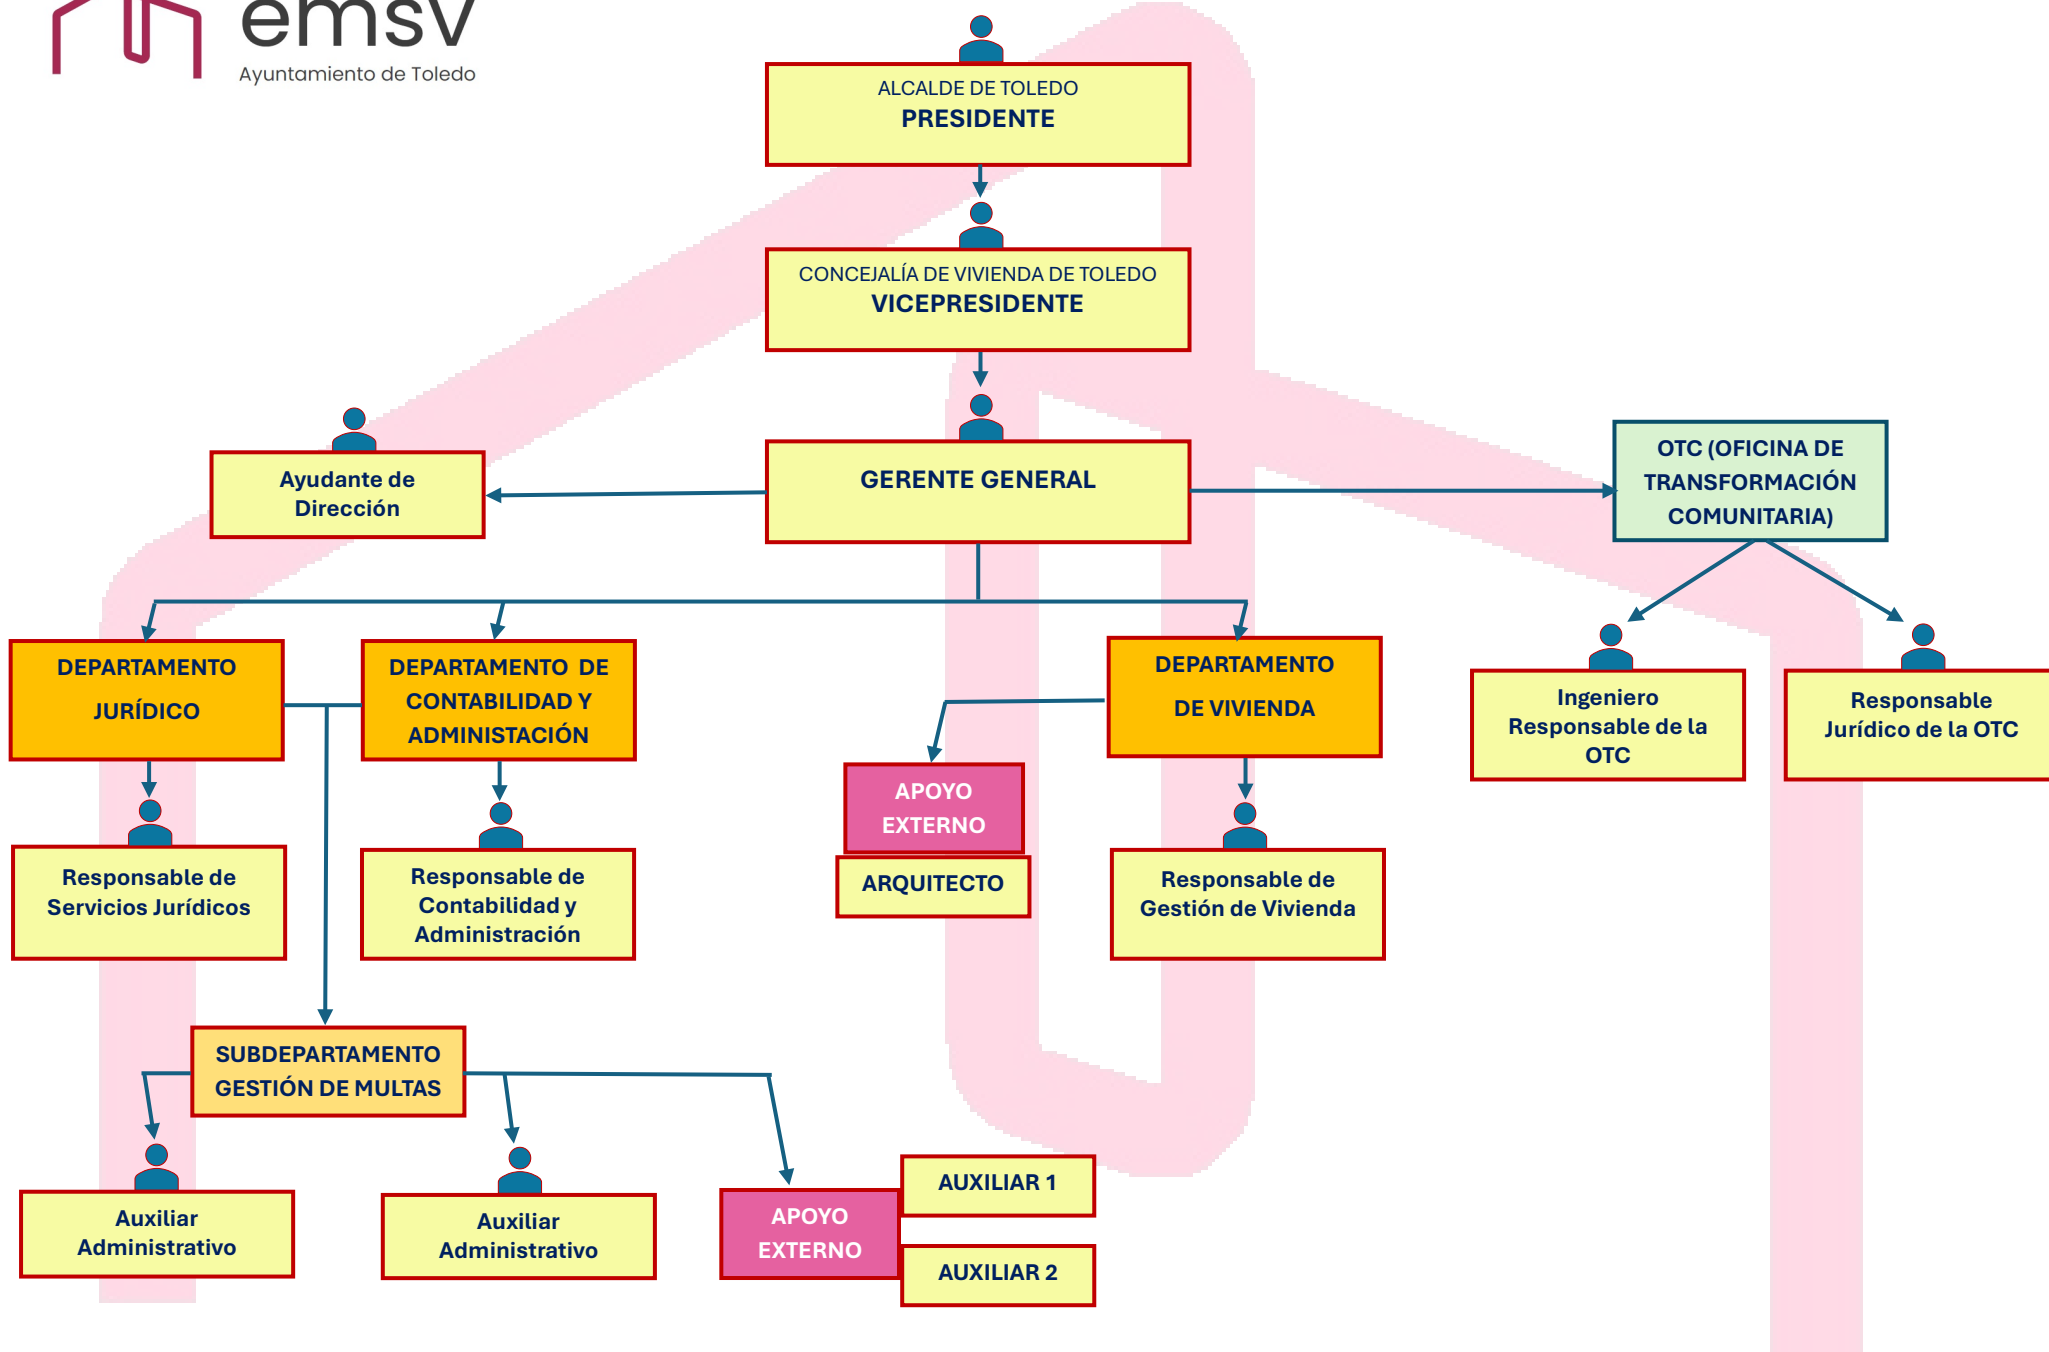 emsv
Ayuntamiento de Toledo
ALCALDE DE TOLEDO
PRESIDENTE
CONCEJALÍA DE VIVIENDA DE TOLEDO
VICEPRESIDENTE
Ayudante de
Dirección
GERENTE GENERAL
OTC (OFICINA DE
TRANSFORMACIÓN
COMUNITARIA)
DEPARTAMENTO
JURÍDICO
DEPARTAMENTO DE
CONTABILIDAD Y
ADMINISTACIÓN
DEPARTAMENTO
DE VIVIENDA
Ingeniero
Responsable de la
OTC
Responsable
Jurídico de la OTC
APOYO
EXTERNO
ARQUITECTO
Responsable de
Servicios Jurídicos
Responsable de
Contabilidad y
Administración
Responsable de
Gestión de Vivienda
SUBDEPARTAMENTO
GESTIÓN DE MULTAS
Auxiliar
Administrativo
Auxiliar
Administrativo
APOYO
EXTERNO
AUXILIAR 1
AUXILIAR 2